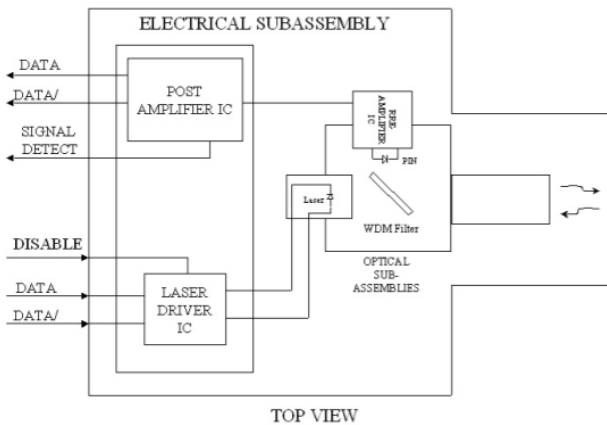 ELECTRICAL SUBASSEMBLY
DATA
DATA/
SIGNAL
DETECT
POST
AMPLIFIER IC
PRE-
AMPLIFIER
IC
PIN
Laser
WDM Filter
OPTICAL
SUB-
ASSEMBLIES
DISABLE
DATA
DATA/
LASER
DRIVER
IC
TOP VIEW